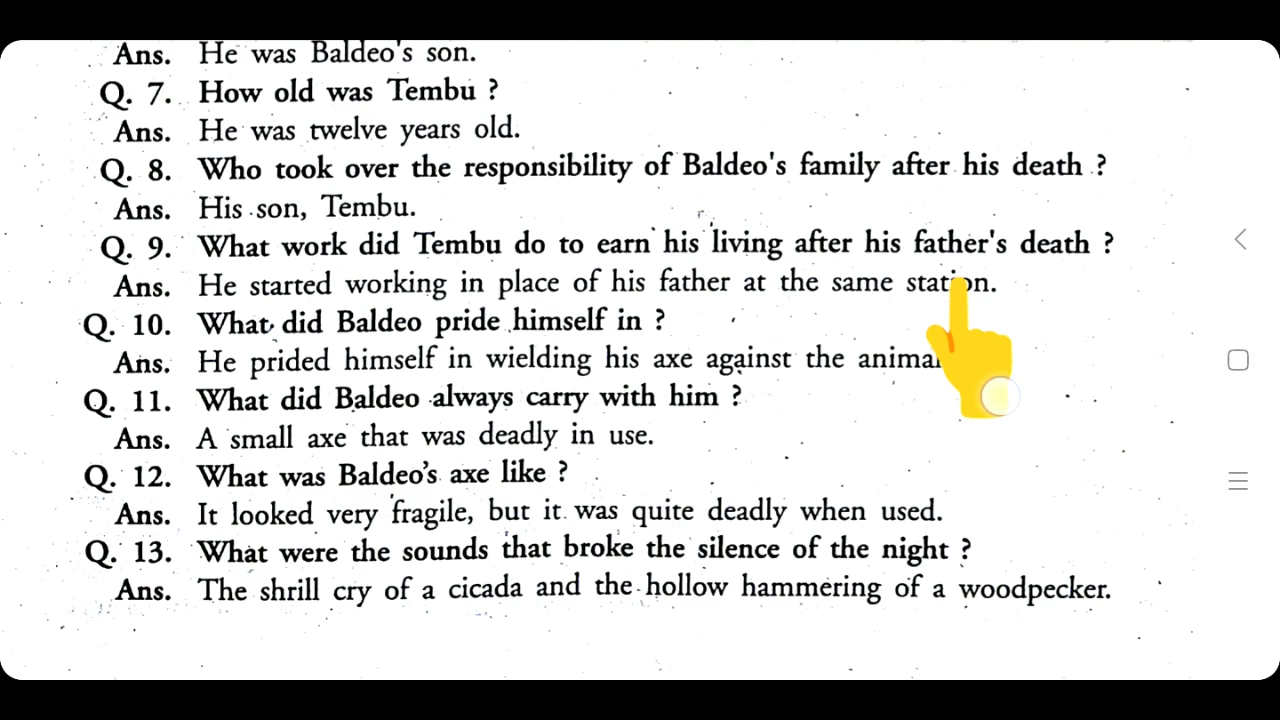 Ans. He was Baldeo's son.
Q. 7. How old was Tembu ?
Ans. He was twelve years old.
Q. 8. Who took over the responsibility of Baldeo's family after his death ?
Ans. His son, Tembu.
Q. 9. What work did Tembu do to earn his living after his father's death ?
Ans. He started working in place of his father at the same station.
Q. 10. What did Baldeo pride himself in ?
Ans. He prided himself in wielding his axe against the
Q. 11. What did Baldeo always carry with him ?
Ans. A small axe that was deadly in use.
Q. 12. What was Baldeo's axe like ?
Ans. It looked very fragile, but it was quite deadly when used.
Q. 13. What were the sounds that broke the silence of the night ?
Ans. The shrill cry of a cicada and the hollow hammering of a woodpecker.